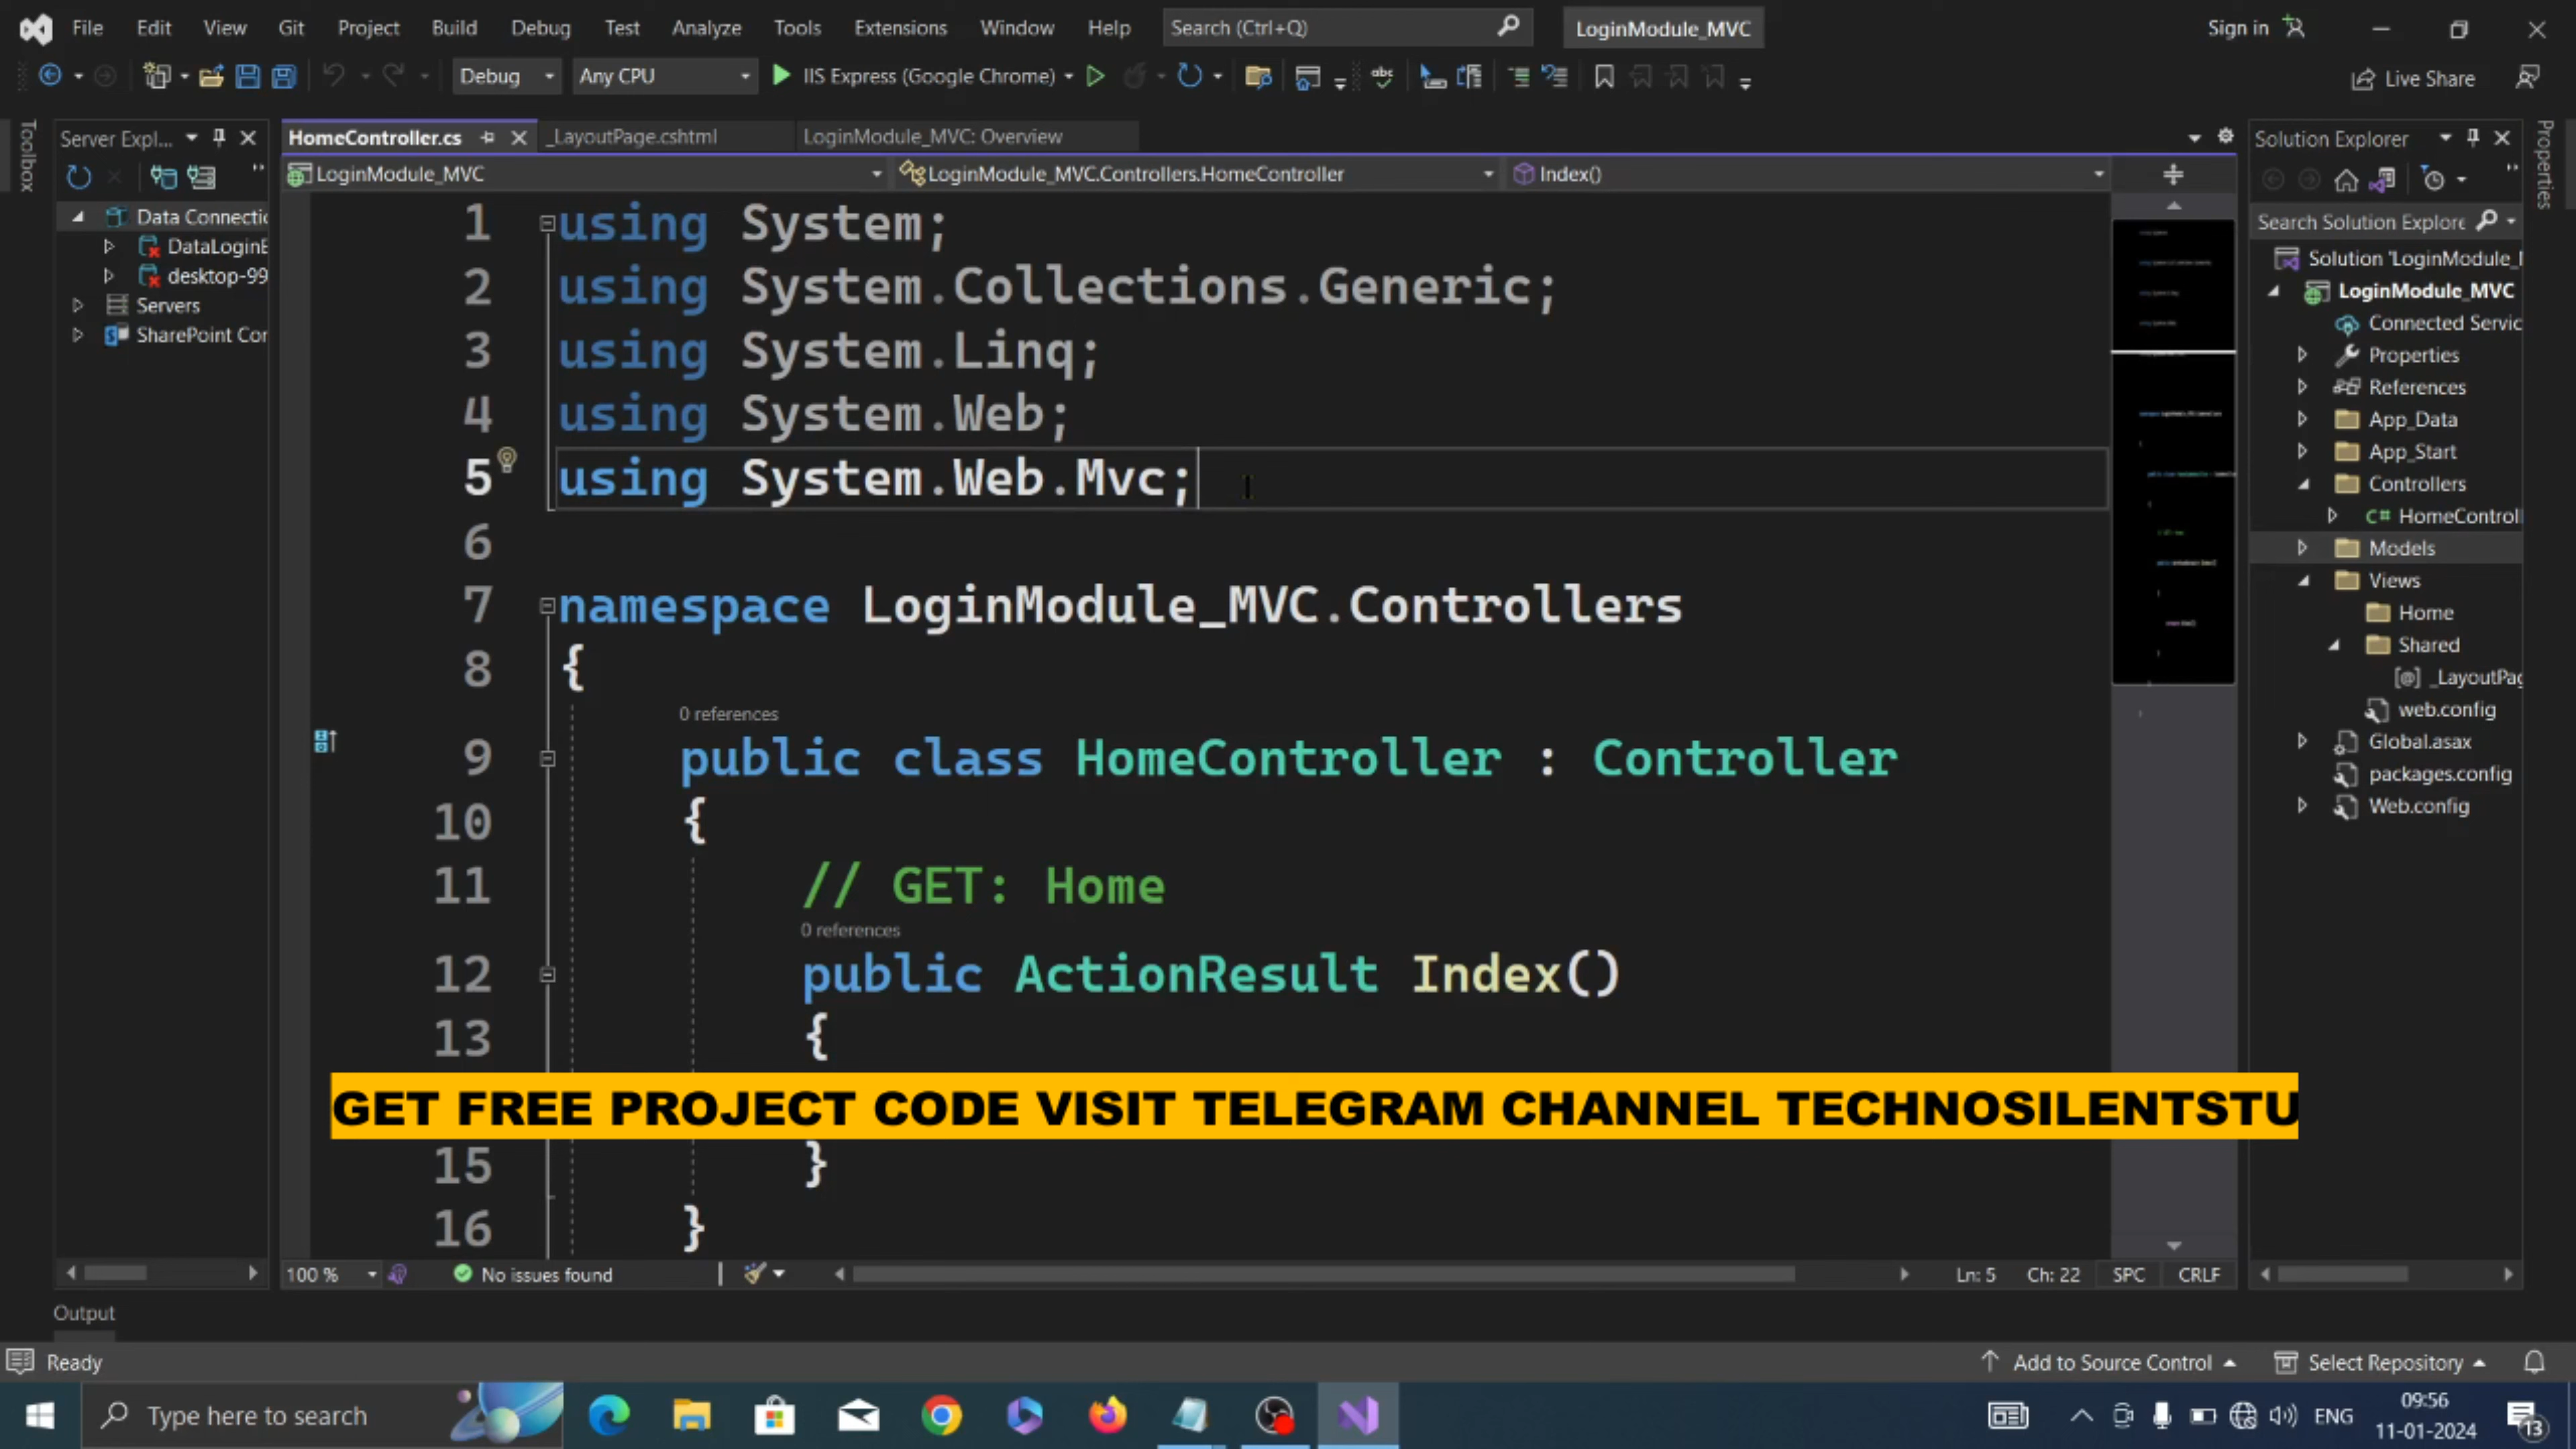 File Edit View Git Project Build Debug Test Analyze Tools Extensions Window Help Search (Ctrl+Q) LoginModule_MVC Sign in
Debug Any CPU IIS Express (Google Chrome) Live Share
Toolbox
Server Expl...
Data Connectic
DataLoginE
desktop-99
Servers
SharePoint Cor
HomeController.cs _LayoutPage.cshtml LoginModule_MVC: Overview
LoginModule_MVC LoginModule_MVC.Controllers.HomeController Index()
1 using System;
2 using System.Collections.Generic;
3 using System.Linq;
4 using System.Web;
5 using System.Web.Mvc;
6
7 namespace LoginModule_MVC.Controllers
8 {
0 references
9 public class HomeController : Controller
10 {
11 // GET: Home
0 references
12 public ActionResult Index()
13 {
GET FREE PROJECT CODE VISIT TELEGRAM CHANNEL TECHNOSILENTSTU
15 }
16 }
100 % No issues found Ln: 5 Ch: 22 SPC CRLF
Solution Explorer
Search Solution Explore
Solution 'LoginModule_
LoginModule_MVC
Connected Servic
Properties
References
App_Data
App_Start
Controllers
C# HomeControl
Models
Views
Home
Shared
[@] _LayoutPag
web.config
Global.asax
packages.config
Web.config
Properties
Output
Ready Add to Source Control Select Repository
Type here to search ENG 09:56
11-01-2024
13